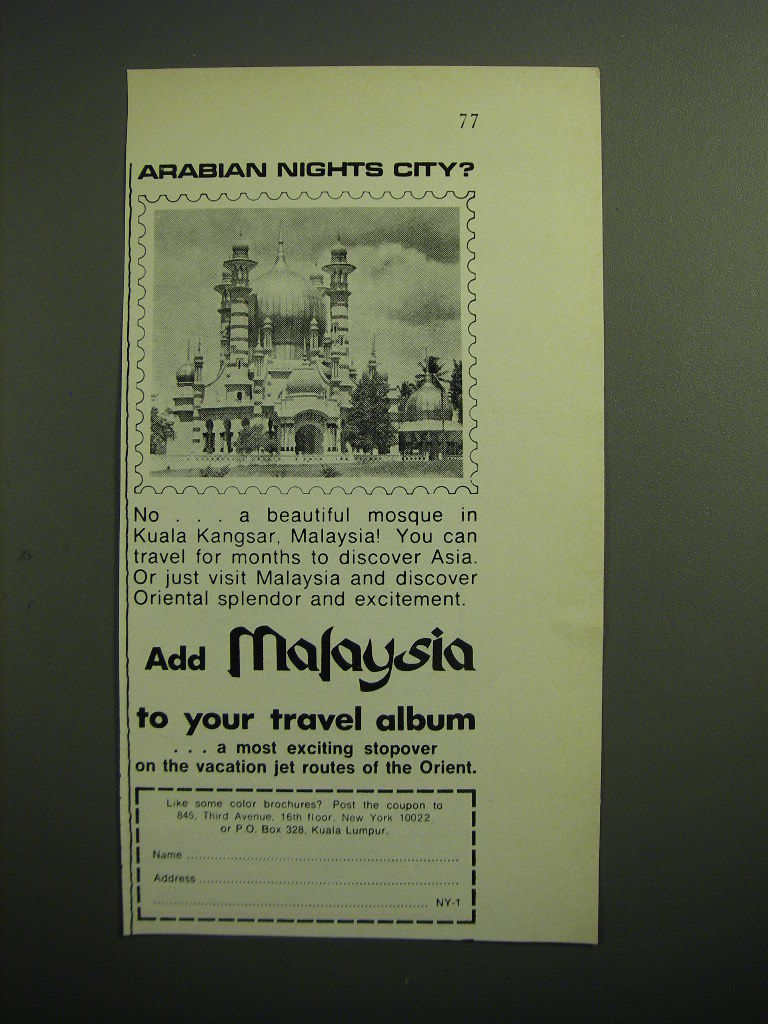 77
ARABIAN NIGHTS CITY?
No . . . a beautiful mosque in
Kuala Kangsar, Malaysia! You can
travel for months to discover Asia.
Or just visit Malaysia and discover
Oriental splendor and excitement.
Add Malaysia
to your travel album
. . . a most exciting stopover
on the vacation jet routes of the Orient.
Like some color brochures? Post the coupon to
845, Third Avenue, 16th floor, New York 10022
or P.O. Box 328, Kuala Lumpur.
Name
Address
NY-1